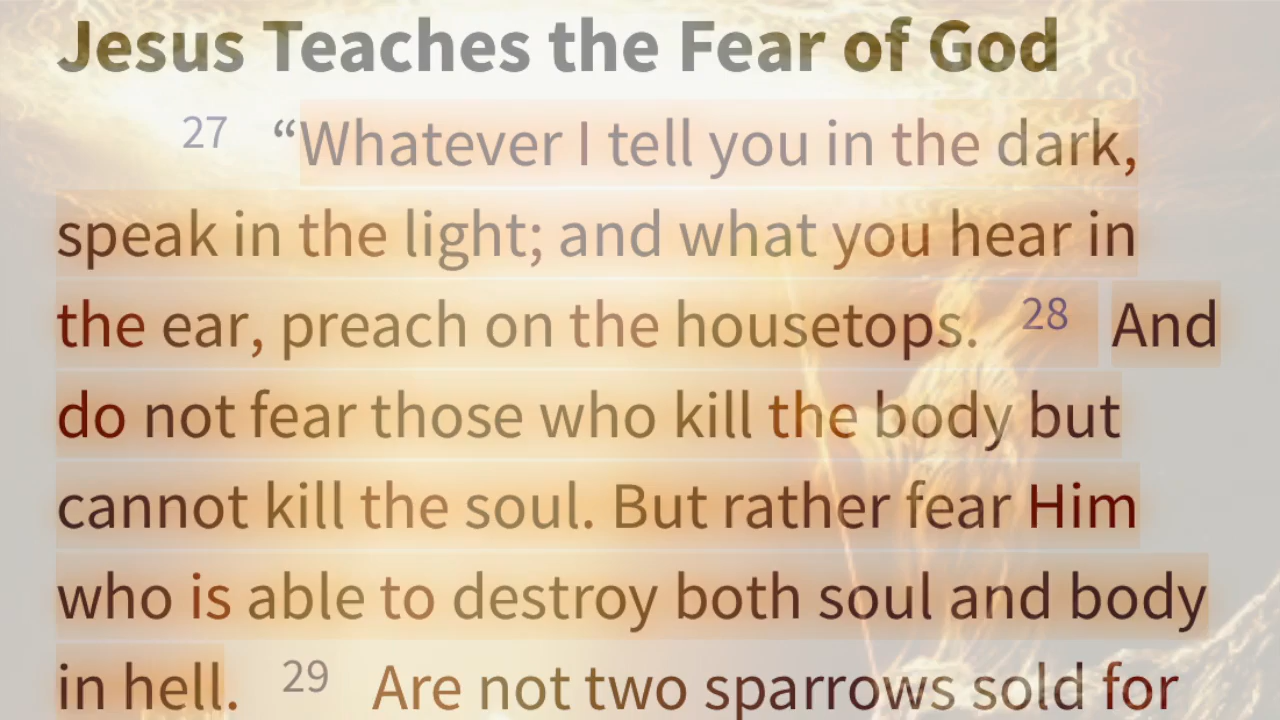 Jesus Teaches the Fear of God
27 “Whatever I tell you in the dark,
speak in the light; and what you hear in
the ear, preach on the housetops. 28 And
do not fear those who kill the body but
cannot kill the soul. But rather fear Him
who is able to destroy both soul and body
in hell. 29 Are not two sparrows sold for